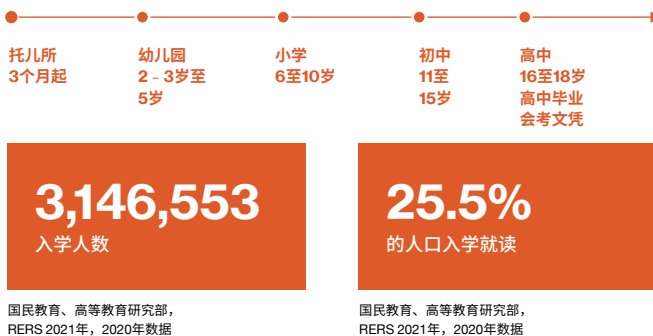 托儿所
3个月起
幼儿园
2 – 3岁至
5岁
小学
6至10岁
初中
11至
15岁
高中
16至18岁
高中毕业
会考文凭
3,146,553
入学人数
25.5%
的人口入学就读
国民教育、高等教育研究部，
RERS 2021年，2020年数据
国民教育、高等教育研究部，
RERS 2021年，2020年数据